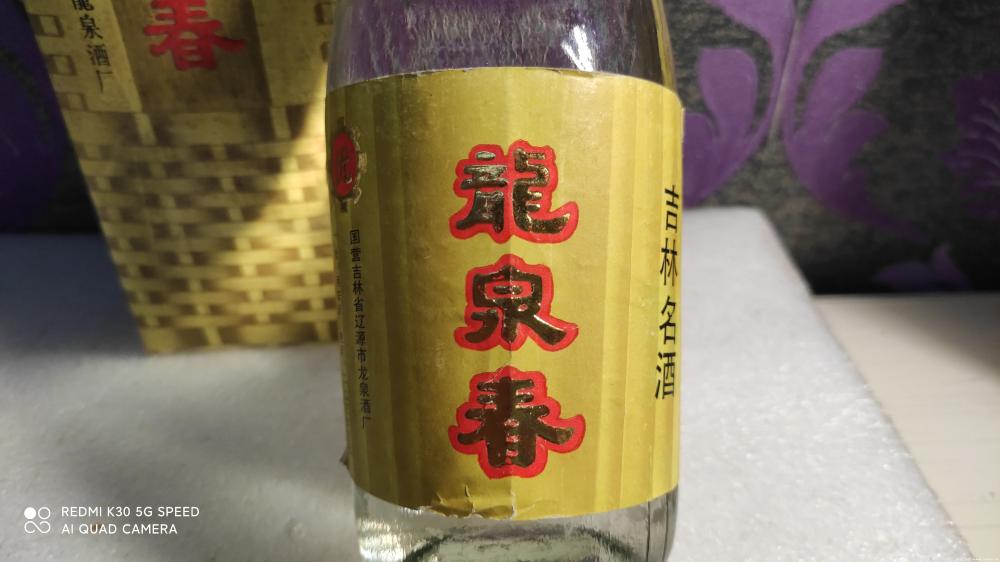 龍泉酒厂
春
龍泉春
吉林名酒
国营吉林省辽源市龙泉酒厂
REDMI K30 5G SPEED
AI QUAD CAMERA